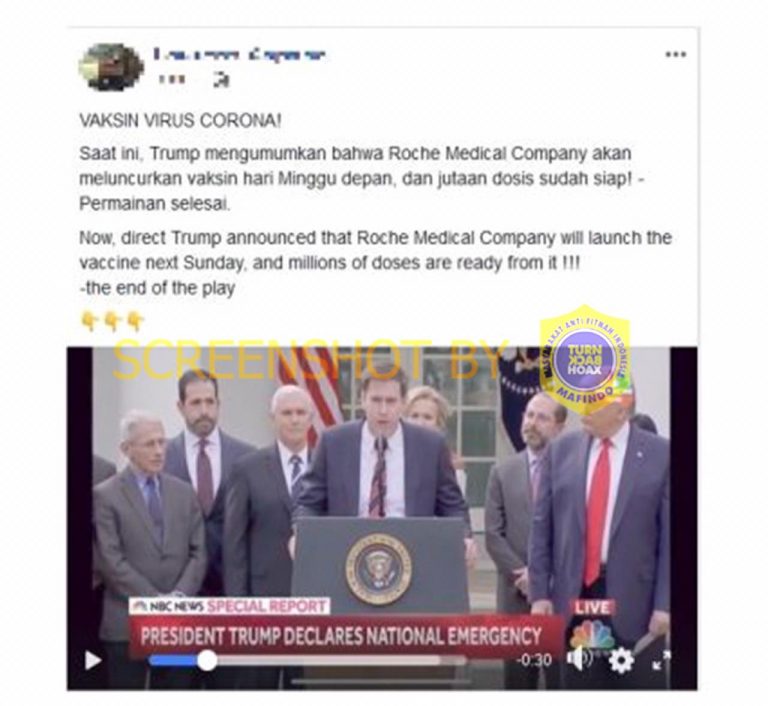 VAKSIN VIRUS CORONA!
Saat ini, Trump mengumumkan bahwa Roche Medical Company akan
meluncurkan vaksin hari Minggu depan, dan jutaan dosis sudah siap! -
Permainan selesai.
Now, direct Trump announced that Roche Medical Company will launch the
vaccine next Sunday, and millions of doses are ready from it !!!
-the end of the play
SCREENSHOT BY
MASYARAKAT ANTI FITNAH INDONESIA
TURN
BACK
HOAX
MAFINDO
NBC NEWS SPECIAL REPORT
LIVE
PRESIDENT TRUMP DECLARES NATIONAL EMERGENCY
-0:30